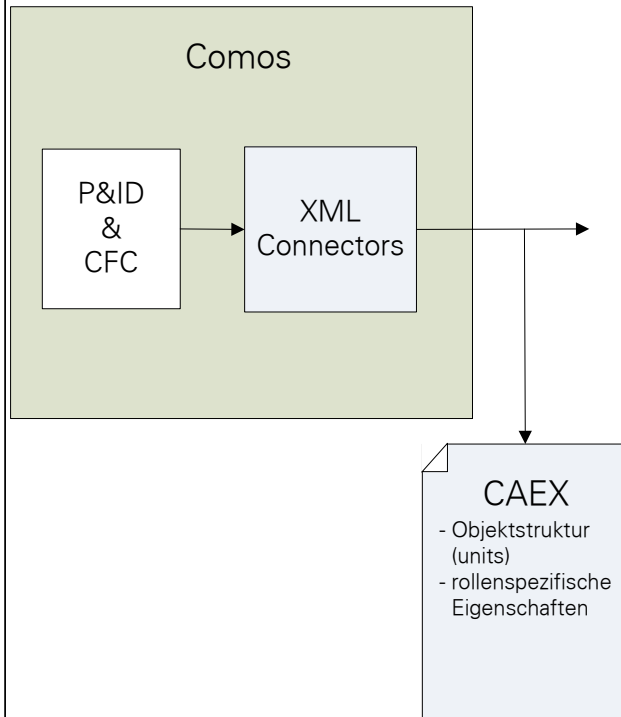 Comos
P&ID
&
CFC
XML
Connectors
CAEX
- Objektstruktur
(units)
- rollenspezifische
Eigenschaften